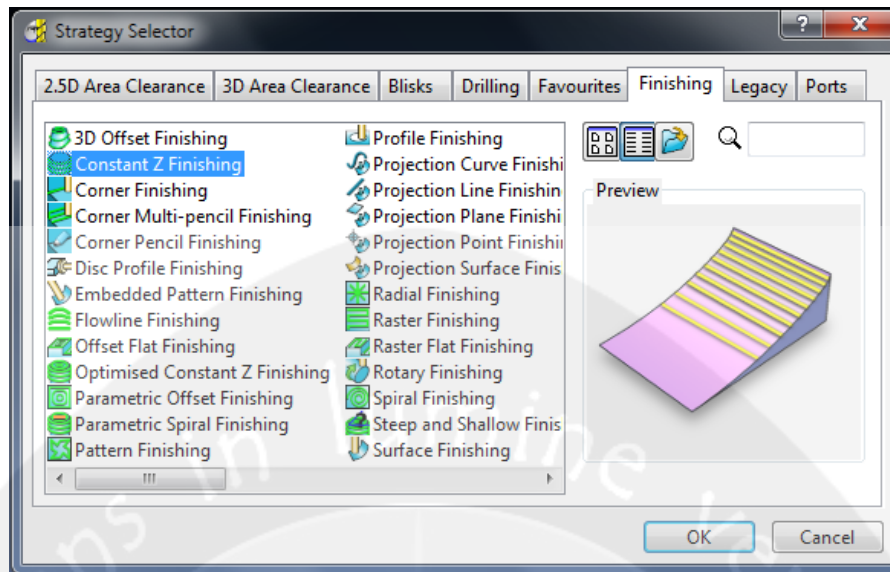 Strategy Selector
?
X
2.5D Area Clearance 3D Area Clearance Blisks Drilling Favourites Finishing Legacy Ports
3D Offset Finishing
Constant Z Finishing
Corner Finishing
Corner Multi-pencil Finishing
Corner Pencil Finishing
Disc Profile Finishing
Embedded Pattern Finishing
Flowline Finishing
Offset Flat Finishing
Optimised Constant Z Finishing
Parametric Offset Finishing
Parametric Spiral Finishing
Pattern Finishing
Profile Finishing
Projection Curve Finishi
Projection Line Finishin
Projection Plane Finishi
Projection Point Finishin
Projection Surface Finis
Radial Finishing
Raster Finishing
Raster Flat Finishing
Rotary Finishing
Spiral Finishing
Steep and Shallow Finis
Surface Finishing
Preview
OK Cancel
in lumine